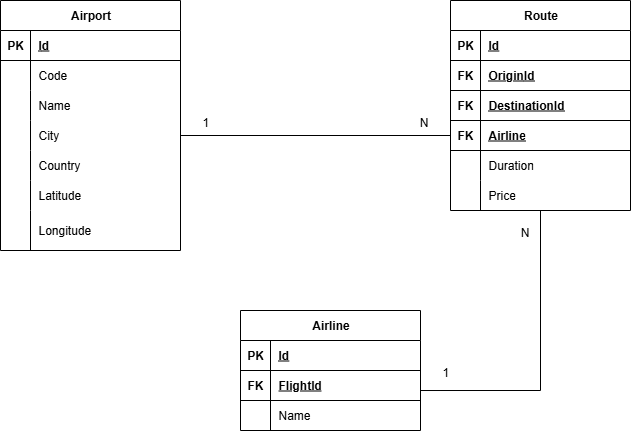 Airport
PK Id
Code
Name
City
Country
Latitude
Longitude
1
N
Route
PK Id
FK OriginId
FK DestinationId
FK Airline
Duration
Price
N
1
Airline
PK Id
FK FlightId
Name